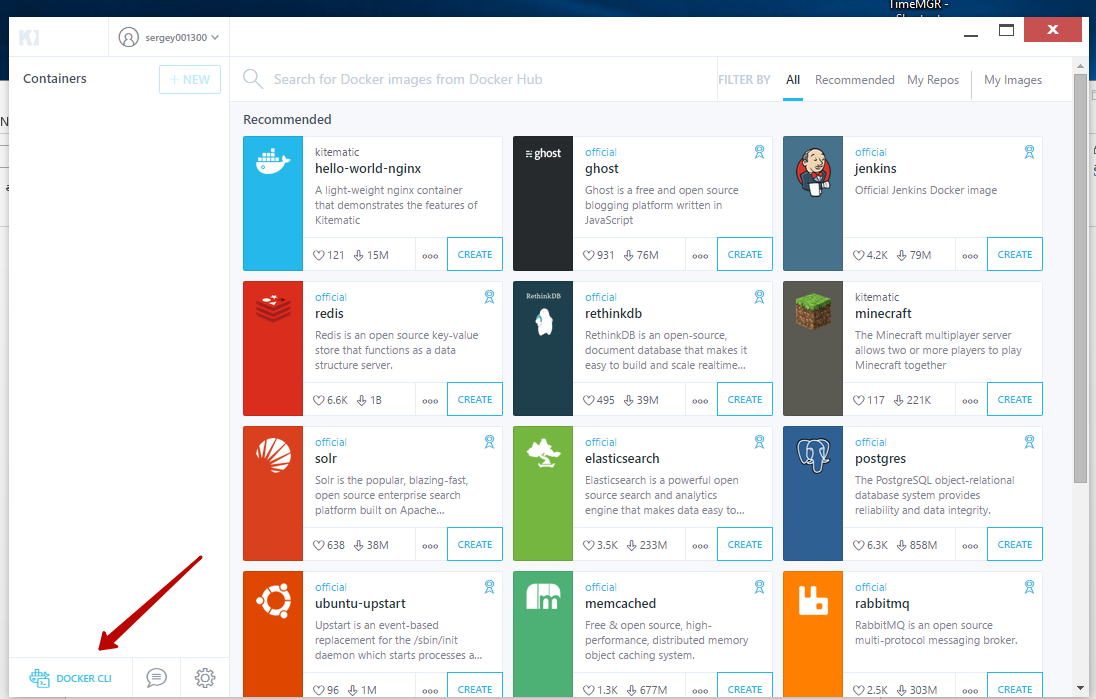 TimeMGR -
KI
sergey001300
Containers
+ NEW
Search for Docker images from Docker Hub
FILTER BY
All
Recommended
My Repos
My Images
Recommended
kitematic
hello-world-nginx
A light-weight nginx container
that demonstrates the features of
Kitematic
121
15M
CREATE
ghost
official
ghost
Ghost is a free and open source
blogging platform written in
JavaScript
931
76M
CREATE
official
jenkins
Official Jenkins Docker image
4.2K
79M
CREATE
official
redis
Redis is an open source key-value
store that functions as a data
structure server.
6.6K
1B
CREATE
RethinkDB
official
rethinkdb
RethinkDB is an open-source,
document database that makes it
easy to build and scale realtime...
495
39M
CREATE
kitematic
minecraft
The Minecraft multiplayer server
allows two or more players to play
Minecraft together
117
221K
CREATE
official
solr
Solr is the popular, blazing-fast,
open source enterprise search
platform built on Apache...
638
38M
CREATE
official
elasticsearch
Elasticsearch is a powerful open
source search and analytics
engine that makes data easy to...
3.5K
233M
CREATE
official
postgres
The PostgreSQL object-relational
database system provides
reliability and data integrity.
6.3K
858M
CREATE
official
ubuntu-upstart
Upstart is an event-based
replacement for the /sbin/init
daemon which starts processes a...
96
1M
CREATE
m
official
memcached
Free & open source, high-
performance, distributed memory
object caching system.
1.3K
677M
CREATE
official
rabbitmq
RabbitMQ is an open source
multi-protocol messaging broker.
2.5K
303M
CREATE
DOCKER CLI